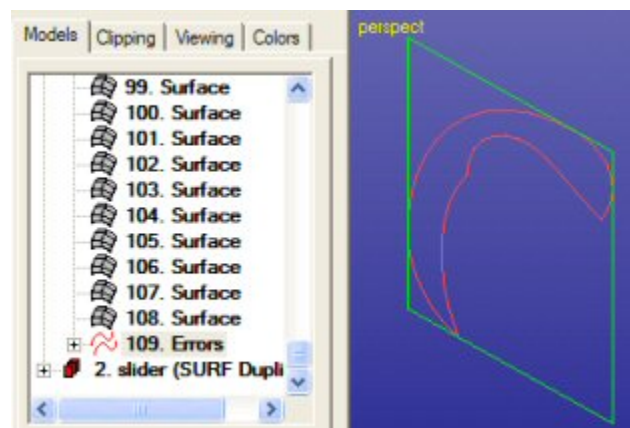 Models Clipping Viewing Colors
perspect
99. Surface
100. Surface
101. Surface
102. Surface
103. Surface
104. Surface
105. Surface
106. Surface
107. Surface
108. Surface
109. Errors
2. slider (SURF Dupli